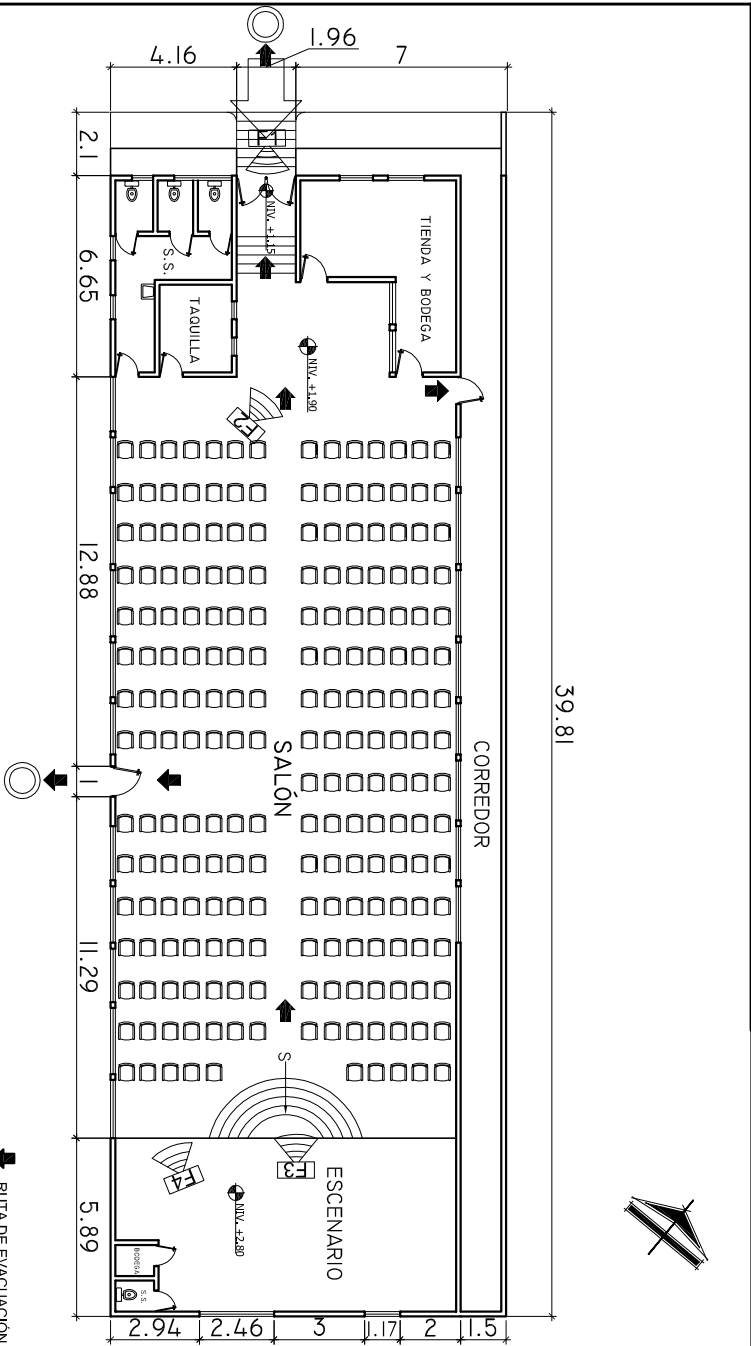 1.96
4.16
7
2.1
6.65
12.88
1
11.29
5.89
39.81
F1
NIV. +1.15
TIENDA Y BODEGA
S.S.
TAQUILLA
NIV. +1.90
F2
CORREDOR
SALÓN
S
F3
F4
ESCENARIO
NIV. +2.80
BODEGA
S.S.
2.94
2.46
3
1.17
2
1.5
RUTA DE EVACUACIÓN